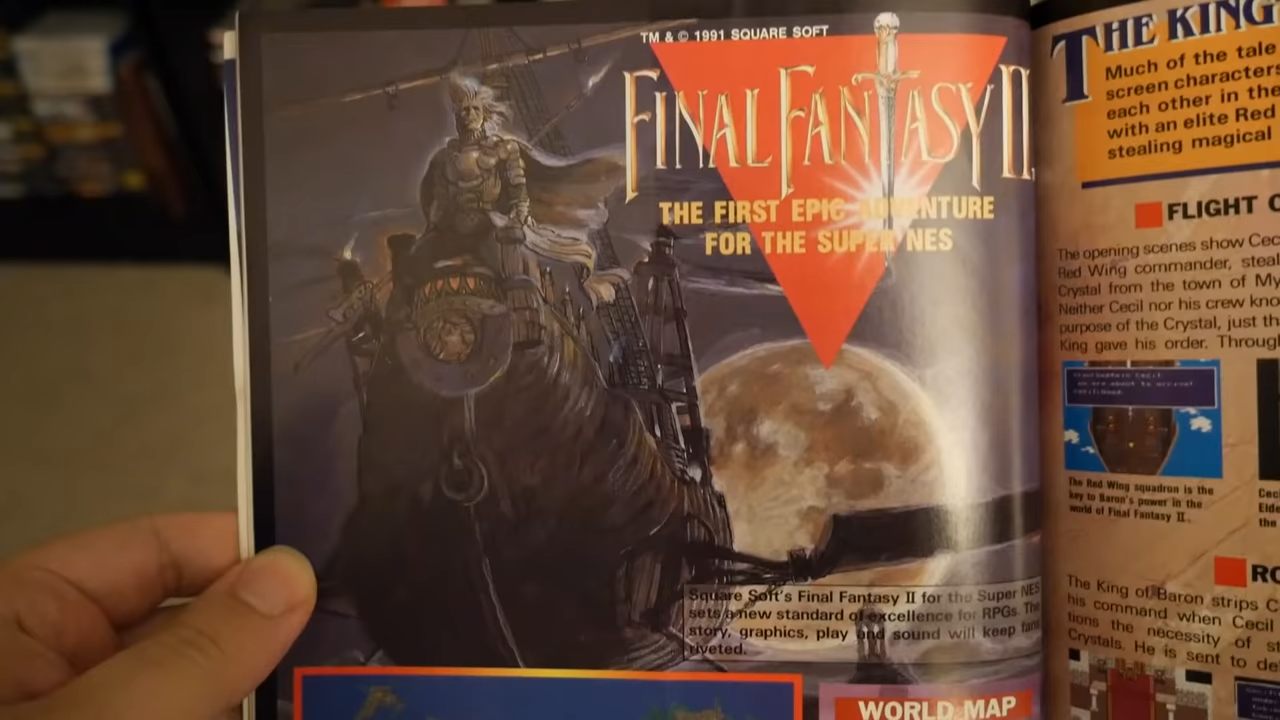 TM & © 1991 SQUARE SOFT
FINAL FANTASY II
THE FIRST EPIC ADVENTURE
FOR THE SUPER NES
Square Soft's Final Fantasy II for the Super NES
sets a new standard of excellence for RPGs. The
story, graphics, play and sound will keep fans
riveted.
WORLD MAP
THE KING
Much of the tale
screen characters
each other in the
with an elite Red
stealing magical
FLIGHT O
The opening scenes show Cec
Red Wing commander, steal
Crystal from the town of My
Neither Cecil nor his crew kno
purpose of the Crystal, just th
King gave his order. Through
The Red Wing squadron is the
key to Baron's power in the
world of Final Fantasy II.
Cec
Elde
the
RO
The King of Baron strips C
his command when Cecil
tions the necessity of st
Crystals. He is sent to de